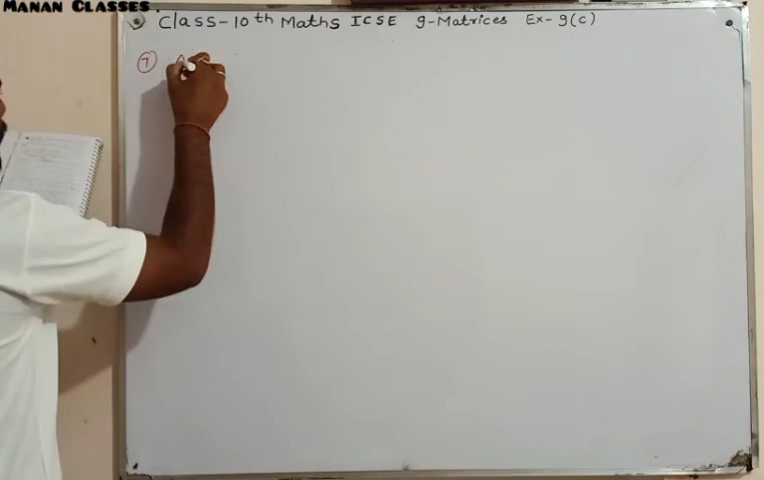 MANAN CLASSES.
Class-10th Maths ICSE 9-Matrices Ex-9(C)
7